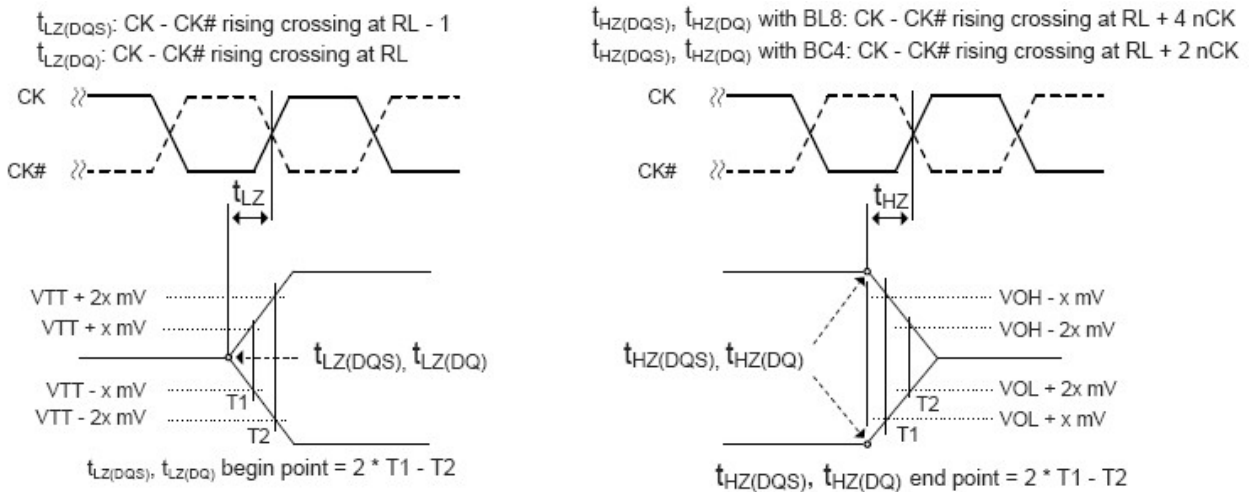 tLZ(DQS): CK - CK# rising crossing at RL - 1
tLZ(DQ): CK - CK# rising crossing at RL
CK
CK#
tLZ
VTT + 2x mV
VTT + x mV
VTT - x mV
VTT - 2x mV
tLZ(DQS), tLZ(DQ)
T1
T2
tLZ(DQS), tLZ(DQ) begin point = 2 * T1 - T2
tHZ(DQS), tHZ(DQ) with BL8: CK - CK# rising crossing at RL + 4 nCK
tHZ(DQS), tHZ(DQ) with BC4: CK - CK# rising crossing at RL + 2 nCK
CK
CK#
tHZ
VOH - x mV
VOH - 2x mV
tHZ(DQS), tHZ(DQ)
VOL + 2x mV
VOL + x mV
T2
T1
tHZ(DQS), tHZ(DQ) end point = 2 * T1 - T2